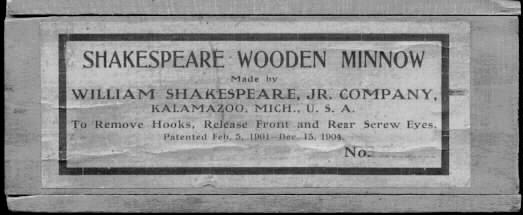 SHAKESPEARE WOODEN MINNOW
Made by
WILLIAM SHAKESPEARE, JR. COMPANY,
KALAMAZOO, MICH., U. S. A.
To Remove Hooks, Release Front and Rear Screw Eyes.
Patented Feb. 5, 1901—Dec. 15, 1904.
No.